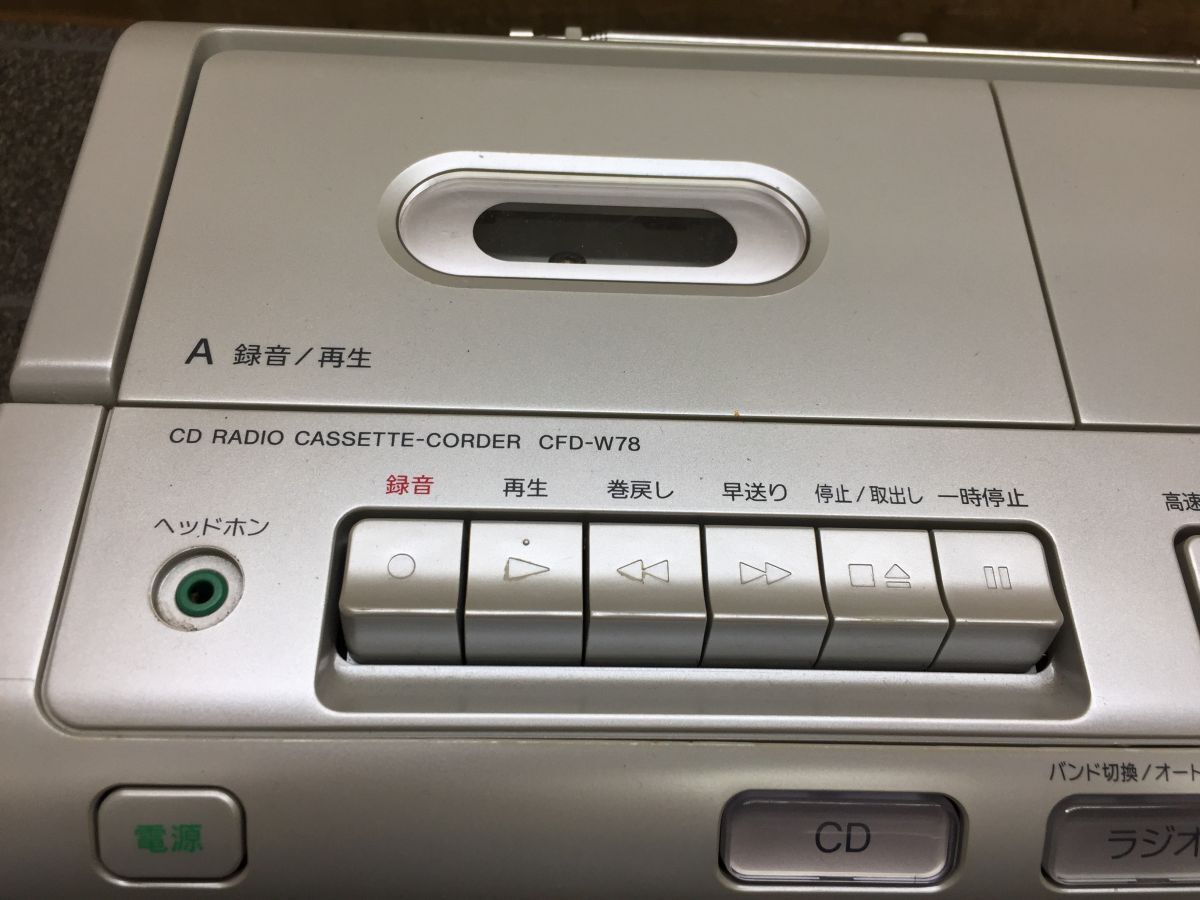 A 録音/再生
CD RADIO CASSETTE-CORDER CFD-W78
録音 再生 巻戻し 早送り 停止/取出し 一時停止
高速
ヘッドホン
バンド切換/オート
電源
CD
ラジオ